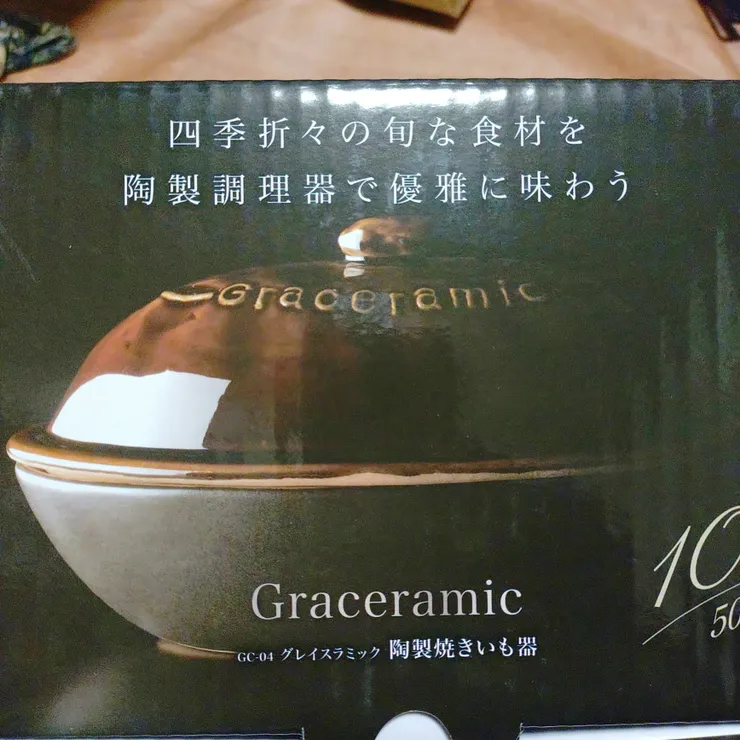 四季折々の旬な食材を
陶製調理器で優雅に味わう
Graceramic
Graceramic
GC-04 グレイスラミック 陶製焼きいも器